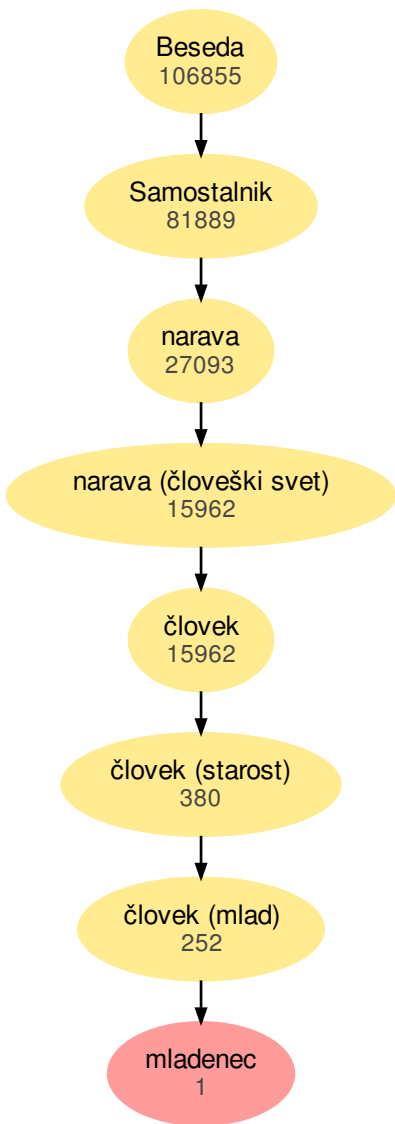 Beseda
106855
Samostalnik
81889
narava
27093
narava (človeški svet)
15962
človek
15962
človek (starost)
380
človek (mlad)
252
mladenec
1